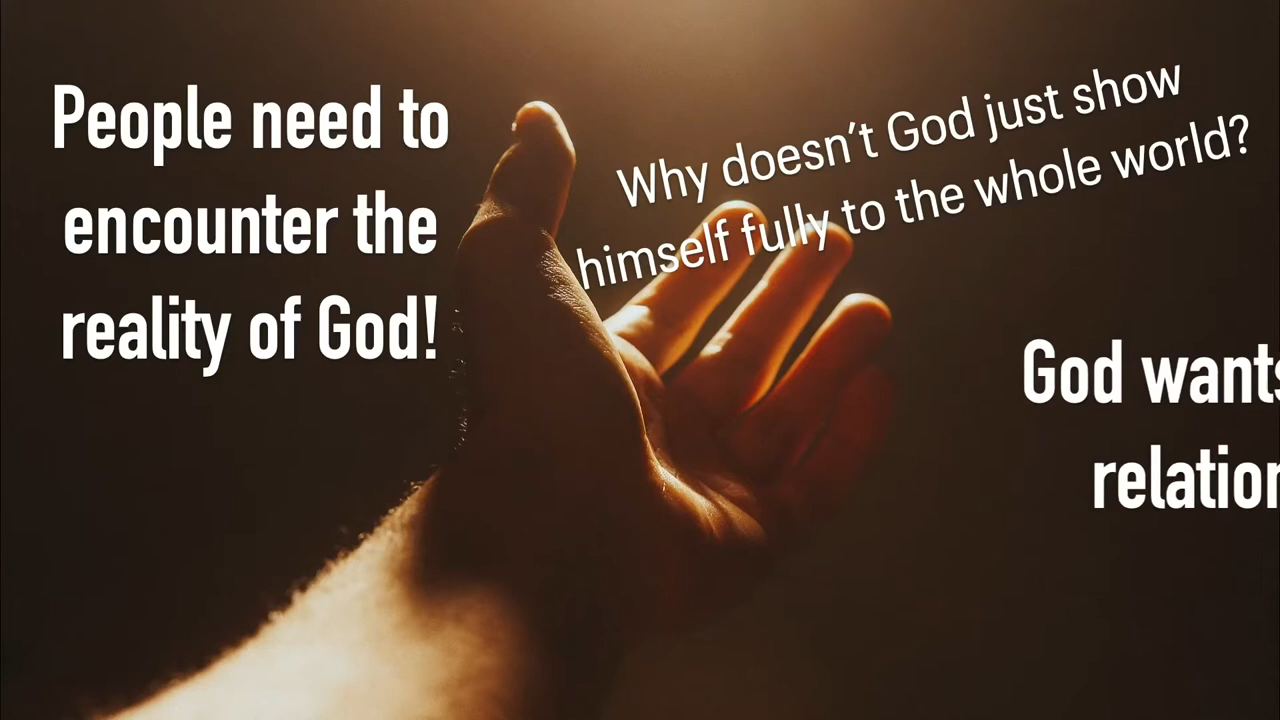 People need to
encounter the
reality of God!
Why doesn't God just show
himself fully to the whole world?
God wants